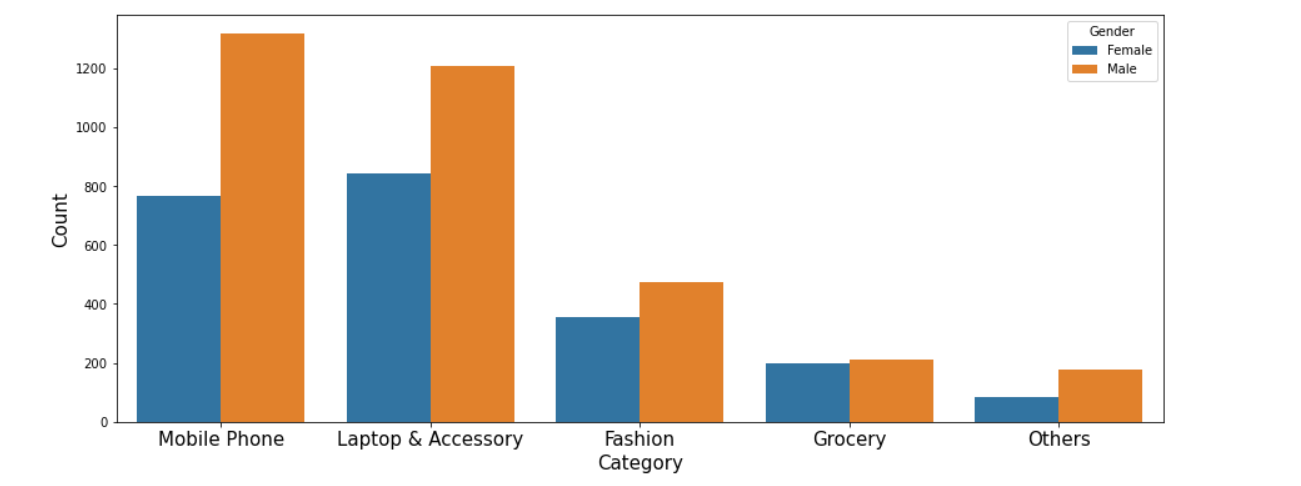 Gender
Female
Male
1200
1000
800
600
400
200
0
Count
Mobile Phone
Laptop & Accessory
Fashion
Grocery
Others
Category